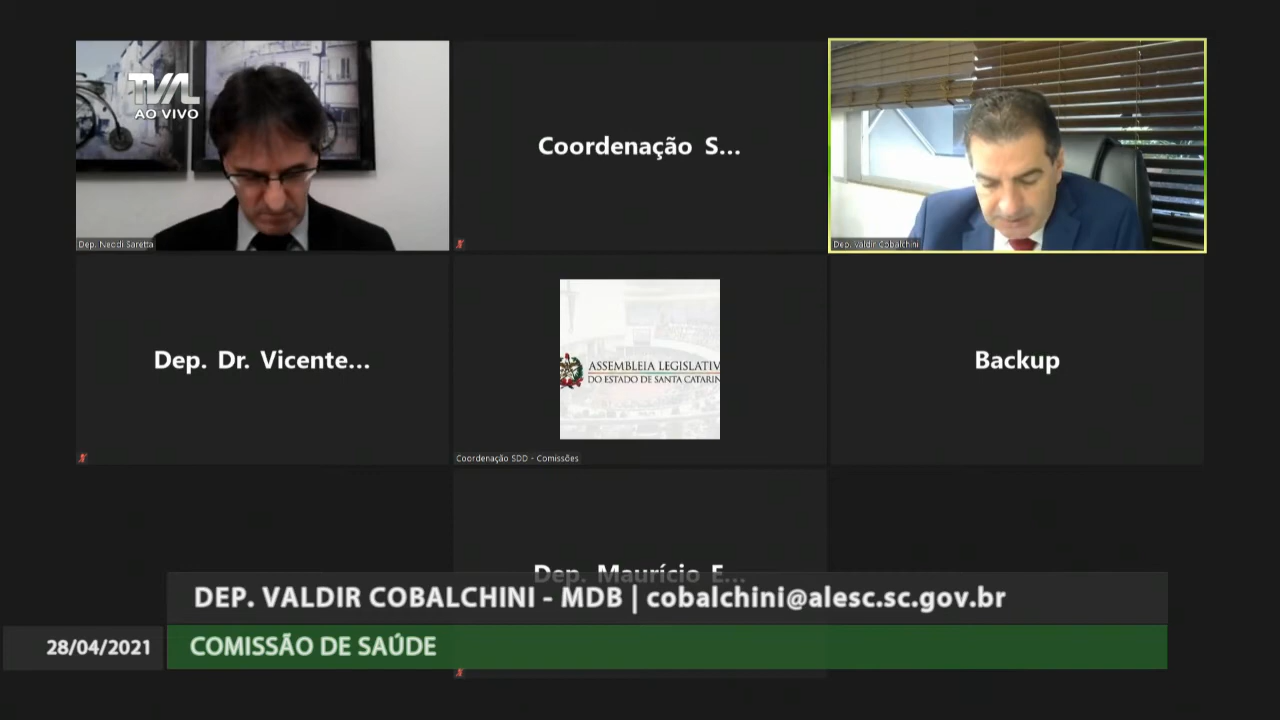 TVAL
AO VIVO
Coordenação S...
Dep. Neodi Saretta
Dep. Valdir Cobalchini
Dep. Dr. Vicente...
ASSEMBLEIA LEGISLATIV
DO ESTADO DE SANTA CATARIN
Backup
Coordenação SDD - Comissões
Dep. Maurício E...
DEP. VALDIR COBALCHINI - MDB | cobalchini@alesc.sc.gov.br
28/04/2021
COMISSÃO DE SAÚDE